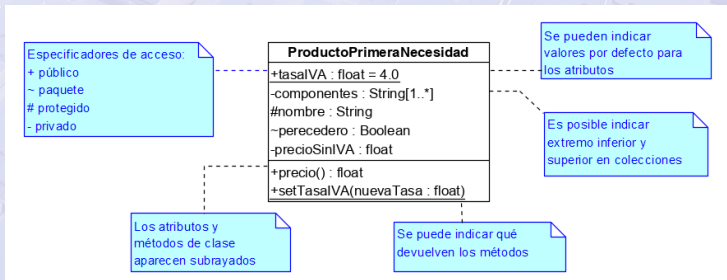 Especificadores de acceso:
+ público
~ paquete
# protegido
- privado
ProductoPrimeraNecesidad
+tasaIVA : float = 4.0
-componentes : String[1..*]
#nombre : String
~perecedero : Boolean
-precioSinIVA : float
+precio() : float
+setTasaIVA(nuevaTasa : float)
Se pueden indicar
valores por defecto para
los atributos
Es posible indicar
extremo inferior y
superior en colecciones
Los atributos y
métodos de clase
aparecen subrayados
Se puede indicar qué
devuelven los métodos